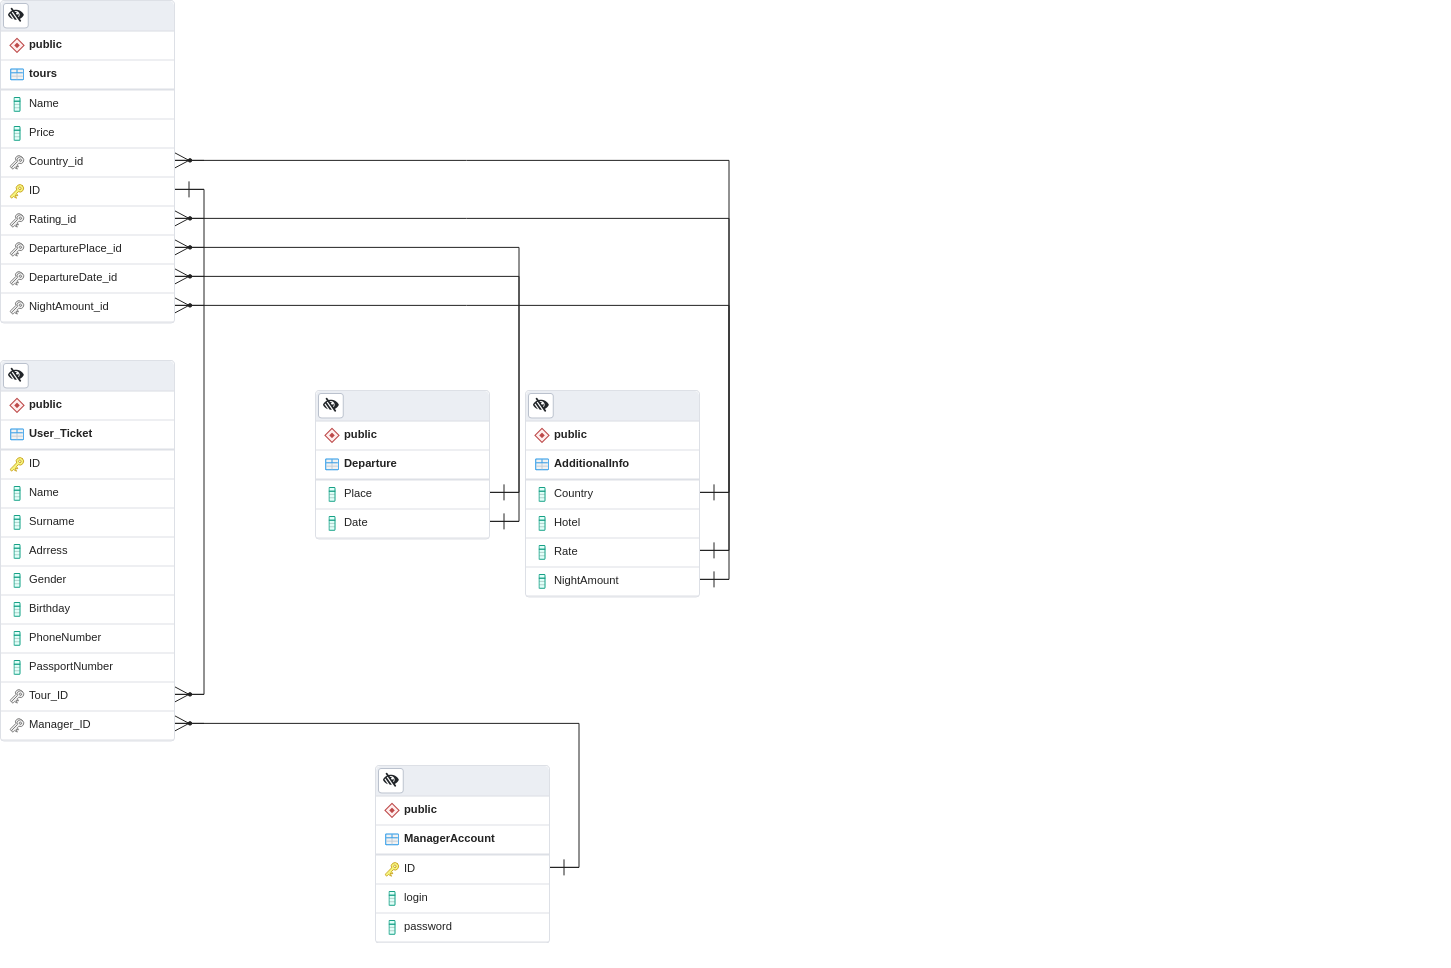 public
tours
Name
Price
Country_id
ID
Rating_id
DeparturePlace_id
DepartureDate_id
NightAmount_id
public
User_Ticket
ID
Name
Surname
Adrress
Gender
Birthday
PhoneNumber
PassportNumber
Tour_ID
Manager_ID
public
Departure
Place
Date
public
AdditionalInfo
Country
Hotel
Rate
NightAmount
public
ManagerAccount
ID
login
password